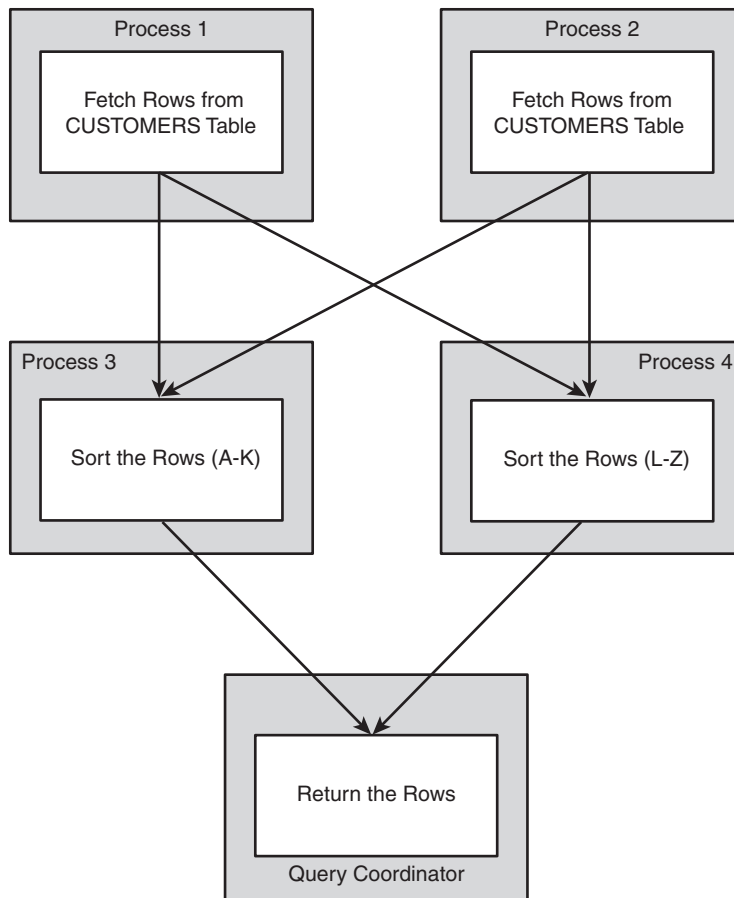 Process 1
Process 2
Fetch Rows from
CUSTOMERS Table
Fetch Rows from
CUSTOMERS Table
Process 3
Process 4
Sort the Rows (A-K)
Sort the Rows (L-Z)
Return the Rows
Query Coordinator